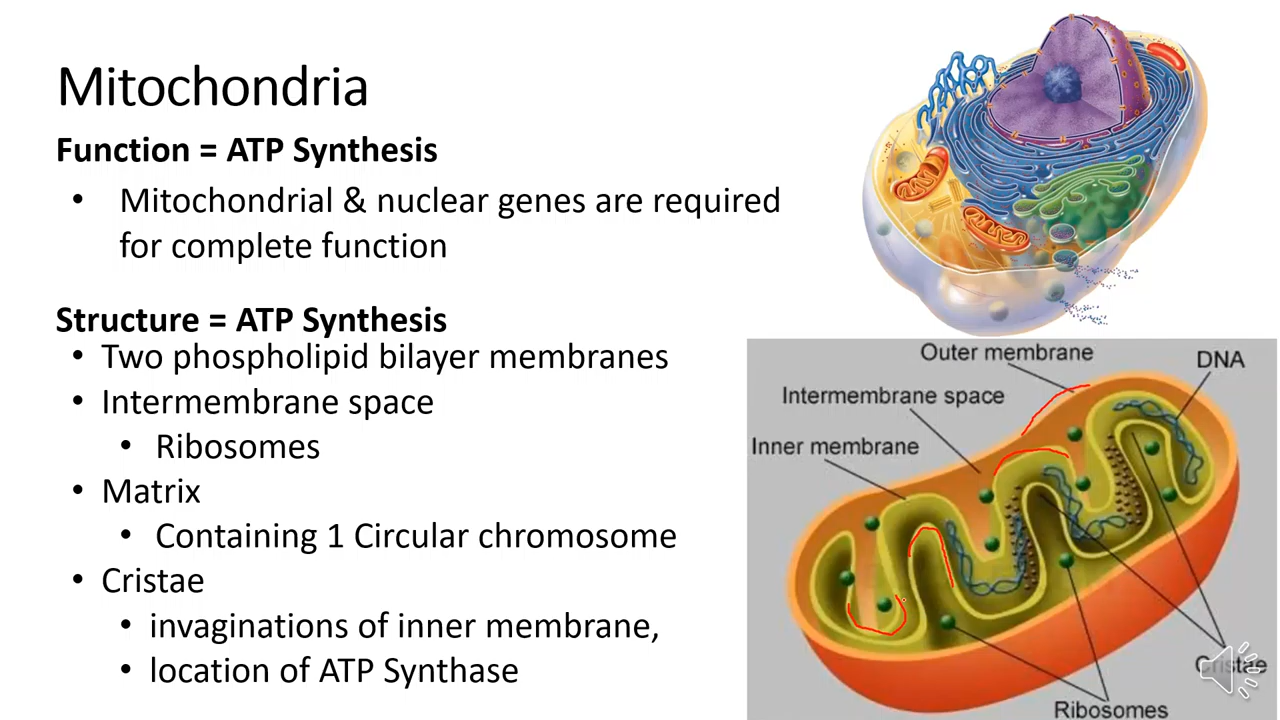 Mitochondria
Function = ATP Synthesis
• Mitochondrial & nuclear genes are required
for complete function
Structure = ATP Synthesis
• Two phospholipid bilayer membranes
• Intermembrane space
• Ribosomes
• Matrix
• Containing 1 Circular chromosome
• Cristae
• invaginations of inner membrane,
• location of ATP Synthase
Outer membrane
DNA
Intermembrane space
Inner membrane
Cristae
Ribosomes